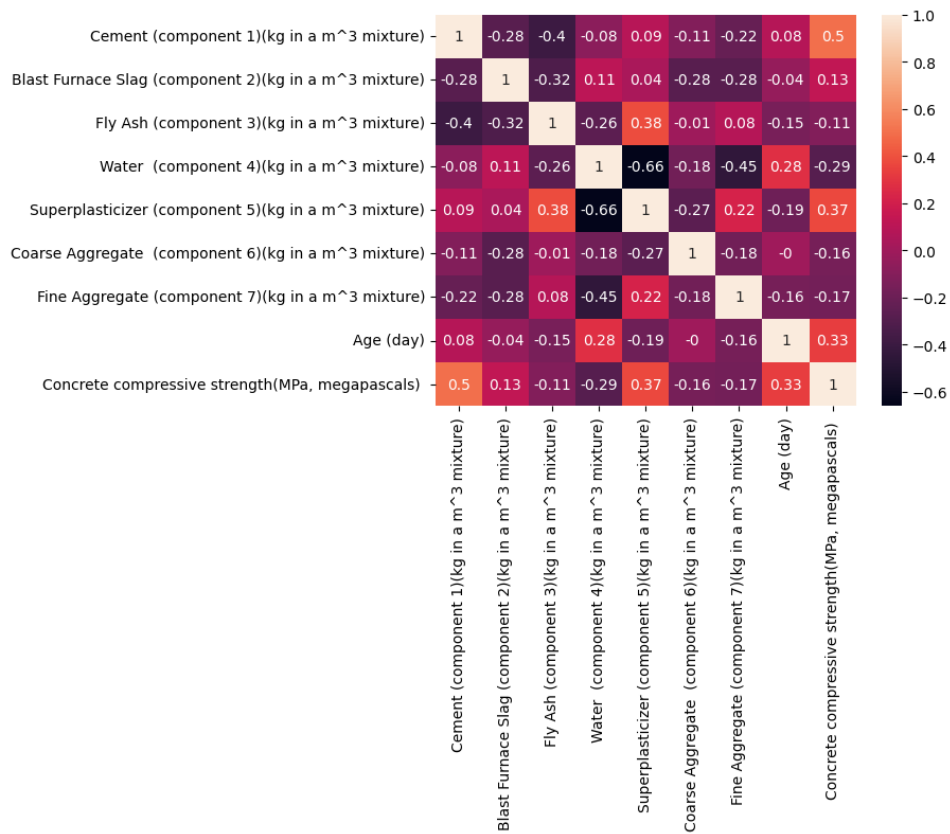 Cement (component 1)(kg in a m^3 mixture) 1 -0.28 -0.4 -0.08 0.09 -0.11 -0.22 0.08 0.5
Blast Furnace Slag (component 2)(kg in a m^3 mixture) -0.28 1 -0.32 0.11 0.04 -0.28 -0.28 -0.04 0.13
Fly Ash (component 3)(kg in a m^3 mixture) -0.4 -0.32 1 -0.26 0.38 -0.01 0.08 -0.15 -0.11
Water  (component 4)(kg in a m^3 mixture) -0.08 0.11 -0.26 1 -0.66 -0.18 -0.45 0.28 -0.29
Superplasticizer (component 5)(kg in a m^3 mixture) 0.09 0.04 0.38 -0.66 1 -0.27 0.22 -0.19 0.37
Coarse Aggregate  (component 6)(kg in a m^3 mixture) -0.11 -0.28 -0.01 -0.18 -0.27 1 -0.18 -0 -0.16
Fine Aggregate (component 7)(kg in a m^3 mixture) -0.22 -0.28 0.08 -0.45 0.22 -0.18 1 -0.16 -0.17
Age (day) 0.08 -0.04 -0.15 0.28 -0.19 -0 -0.16 1 0.33
Concrete compressive strength(MPa, megapascals) 0.5 0.13 -0.11 -0.29 0.37 -0.16 -0.17 0.33 1
Cement (component 1)(kg in a m^3 mixture)
Blast Furnace Slag (component 2)(kg in a m^3 mixture)
Fly Ash (component 3)(kg in a m^3 mixture)
Water  (component 4)(kg in a m^3 mixture)
Superplasticizer (component 5)(kg in a m^3 mixture)
Coarse Aggregate  (component 6)(kg in a m^3 mixture)
Fine Aggregate (component 7)(kg in a m^3 mixture)
Age (day)
Concrete compressive strength(MPa, megapascals)
1.0
0.8
0.6
0.4
0.2
0.0
−0.2
−0.4
−0.6